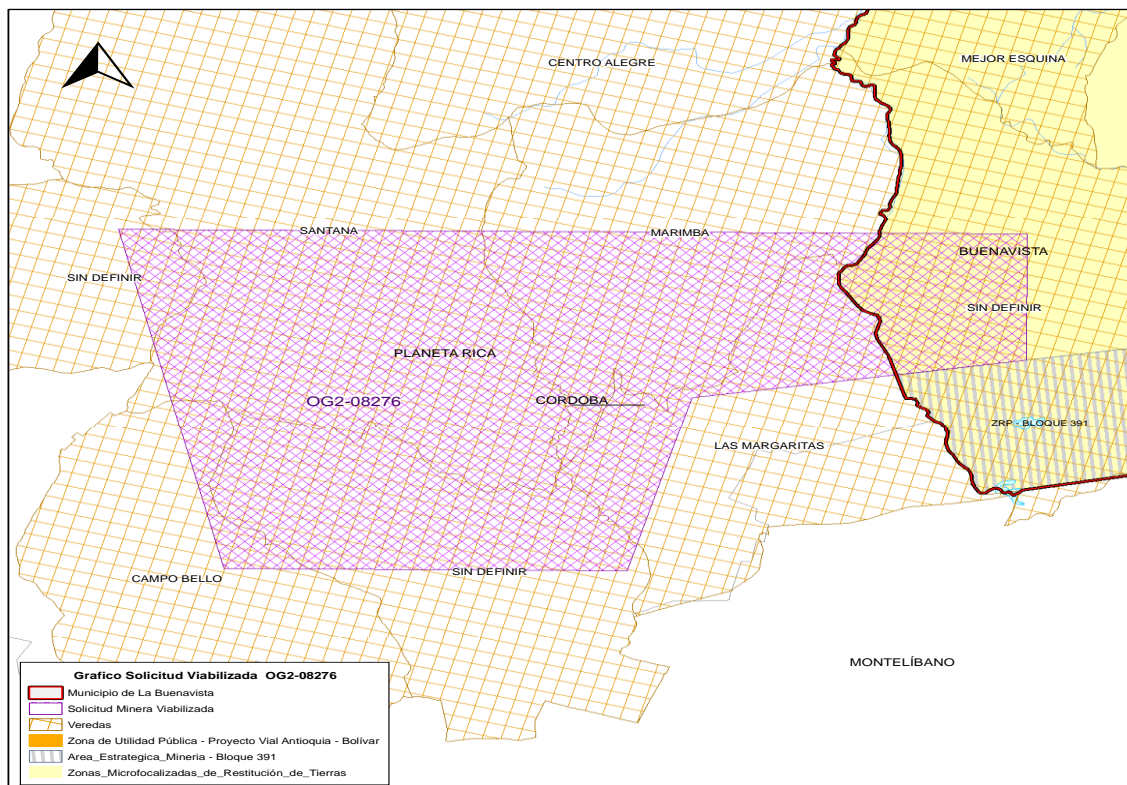 CENTRO ALEGRE
MEJOR ESQUINA
SANTANA
MARIMBA
BUENAVISTA
SIN DEFINIR
SIN DEFINIR
PLANETA RICA
OG2-08276
CORDOBA
ZRP - BLOQUE 391
LAS MARGARITAS
SIN DEFINIR
CAMPO BELLO
MONTELÍBANO
Grafico Solicitud Viabilizada OG2-08276
Municipio de La Buenavista
Solicitud Minera Viabilizada
Veredas
Zona de Utilidad Pública - Proyecto Vial Antioquia - Bolívar
Area_Estrategica_Mineria - Bloque 391
Zonas_Microfocalizadas_de_Restitución_de_Tierras